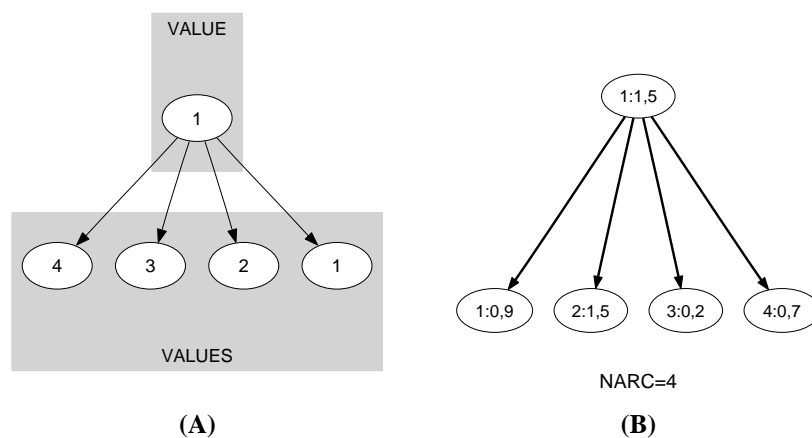 VALUE
1
4 3 2 1
VALUES
(A)
1:1,5
1:0,9 2:1,5 3:0,2 4:0,7
NARC=4
(B)